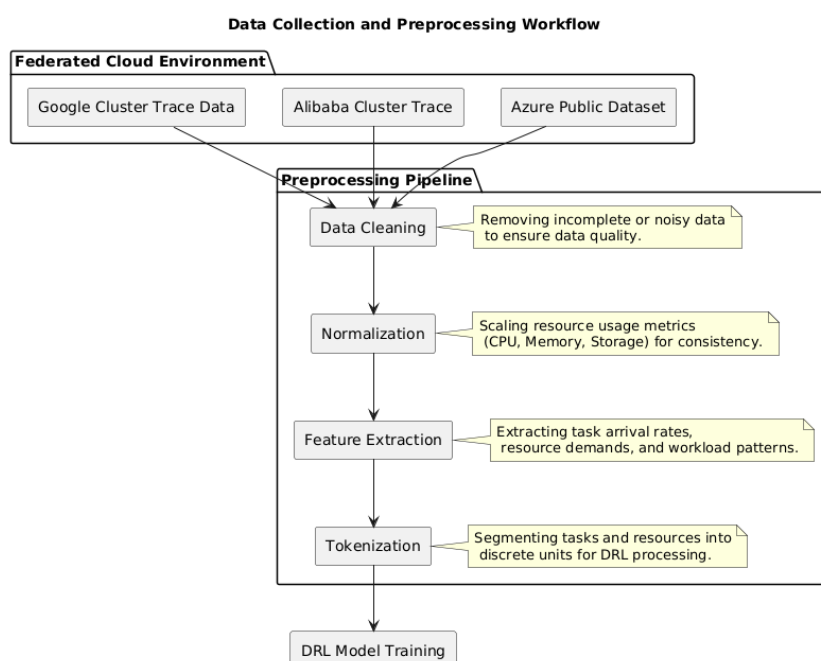 Data Collection and Preprocessing Workflow
Federated Cloud Environment
Google Cluster Trace Data
Alibaba Cluster Trace
Azure Public Dataset
Preprocessing Pipeline
Data Cleaning
Removing incomplete or noisy data
to ensure data quality.
Normalization
Scaling resource usage metrics
(CPU, Memory, Storage) for consistency.
Feature Extraction
Extracting task arrival rates,
resource demands, and workload patterns.
Tokenization
Segmenting tasks and resources into
discrete units for DRL processing.
DRL Model Training